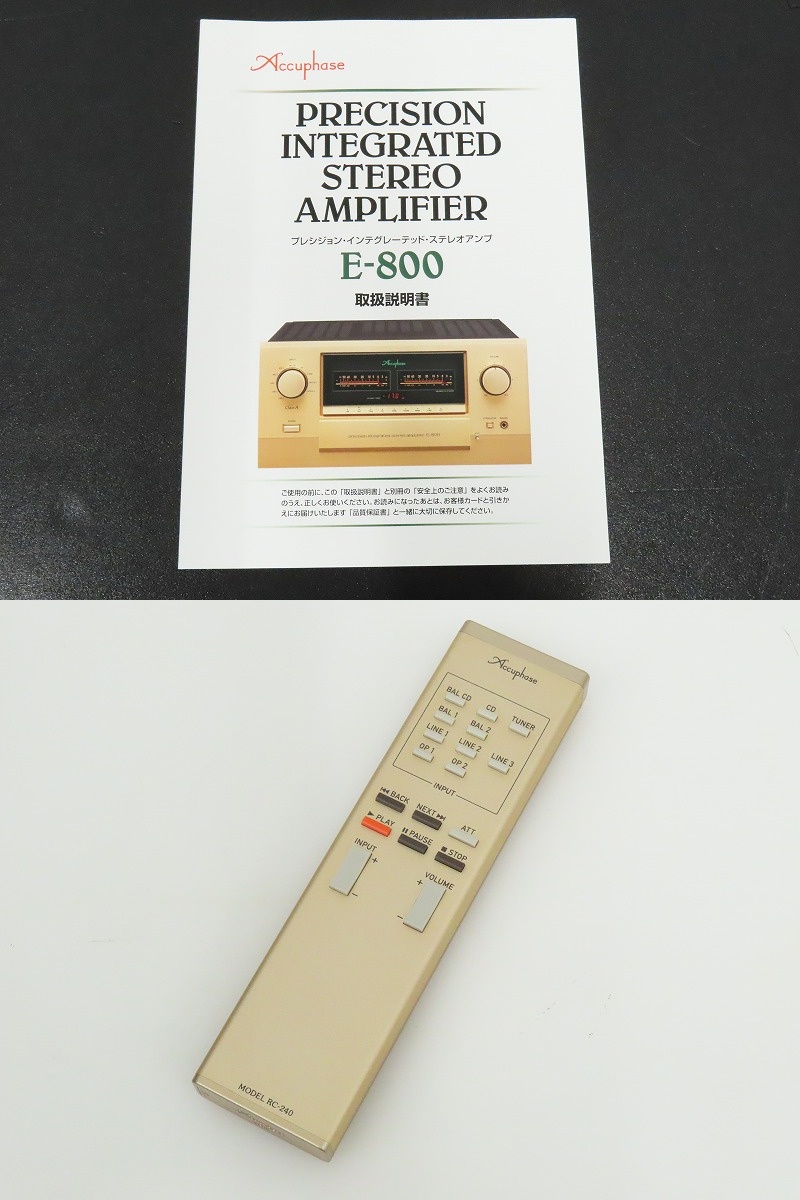 Accuphase
PRECISION
INTEGRATED
STEREO
AMPLIFIER
プレシジョン・インテグレーテッド・ステレオアンプ
E-800
取扱説明書
Accuphase
ご使用の前に、この「取扱説明書」と別冊の「安全上のご注意」をよくお読み
のうえ、正しくお使いください。お読みになったあとは、お客様カードと引きか
えにお届けいたします「品質保証書」と一緒に大切に保存してください。
Accuphase
BAL CD
CD
TUNER
BAL 1
BAL 2
LINE 1
LINE 2
LINE 3
OP 1
OP 2
INPUT
⏮ BACK
NEXT ⏭
ATT
▶ PLAY
⏸ PAUSE
■ STOP
INPUT
+
−
VOLUME
+
−
MODEL RC-240